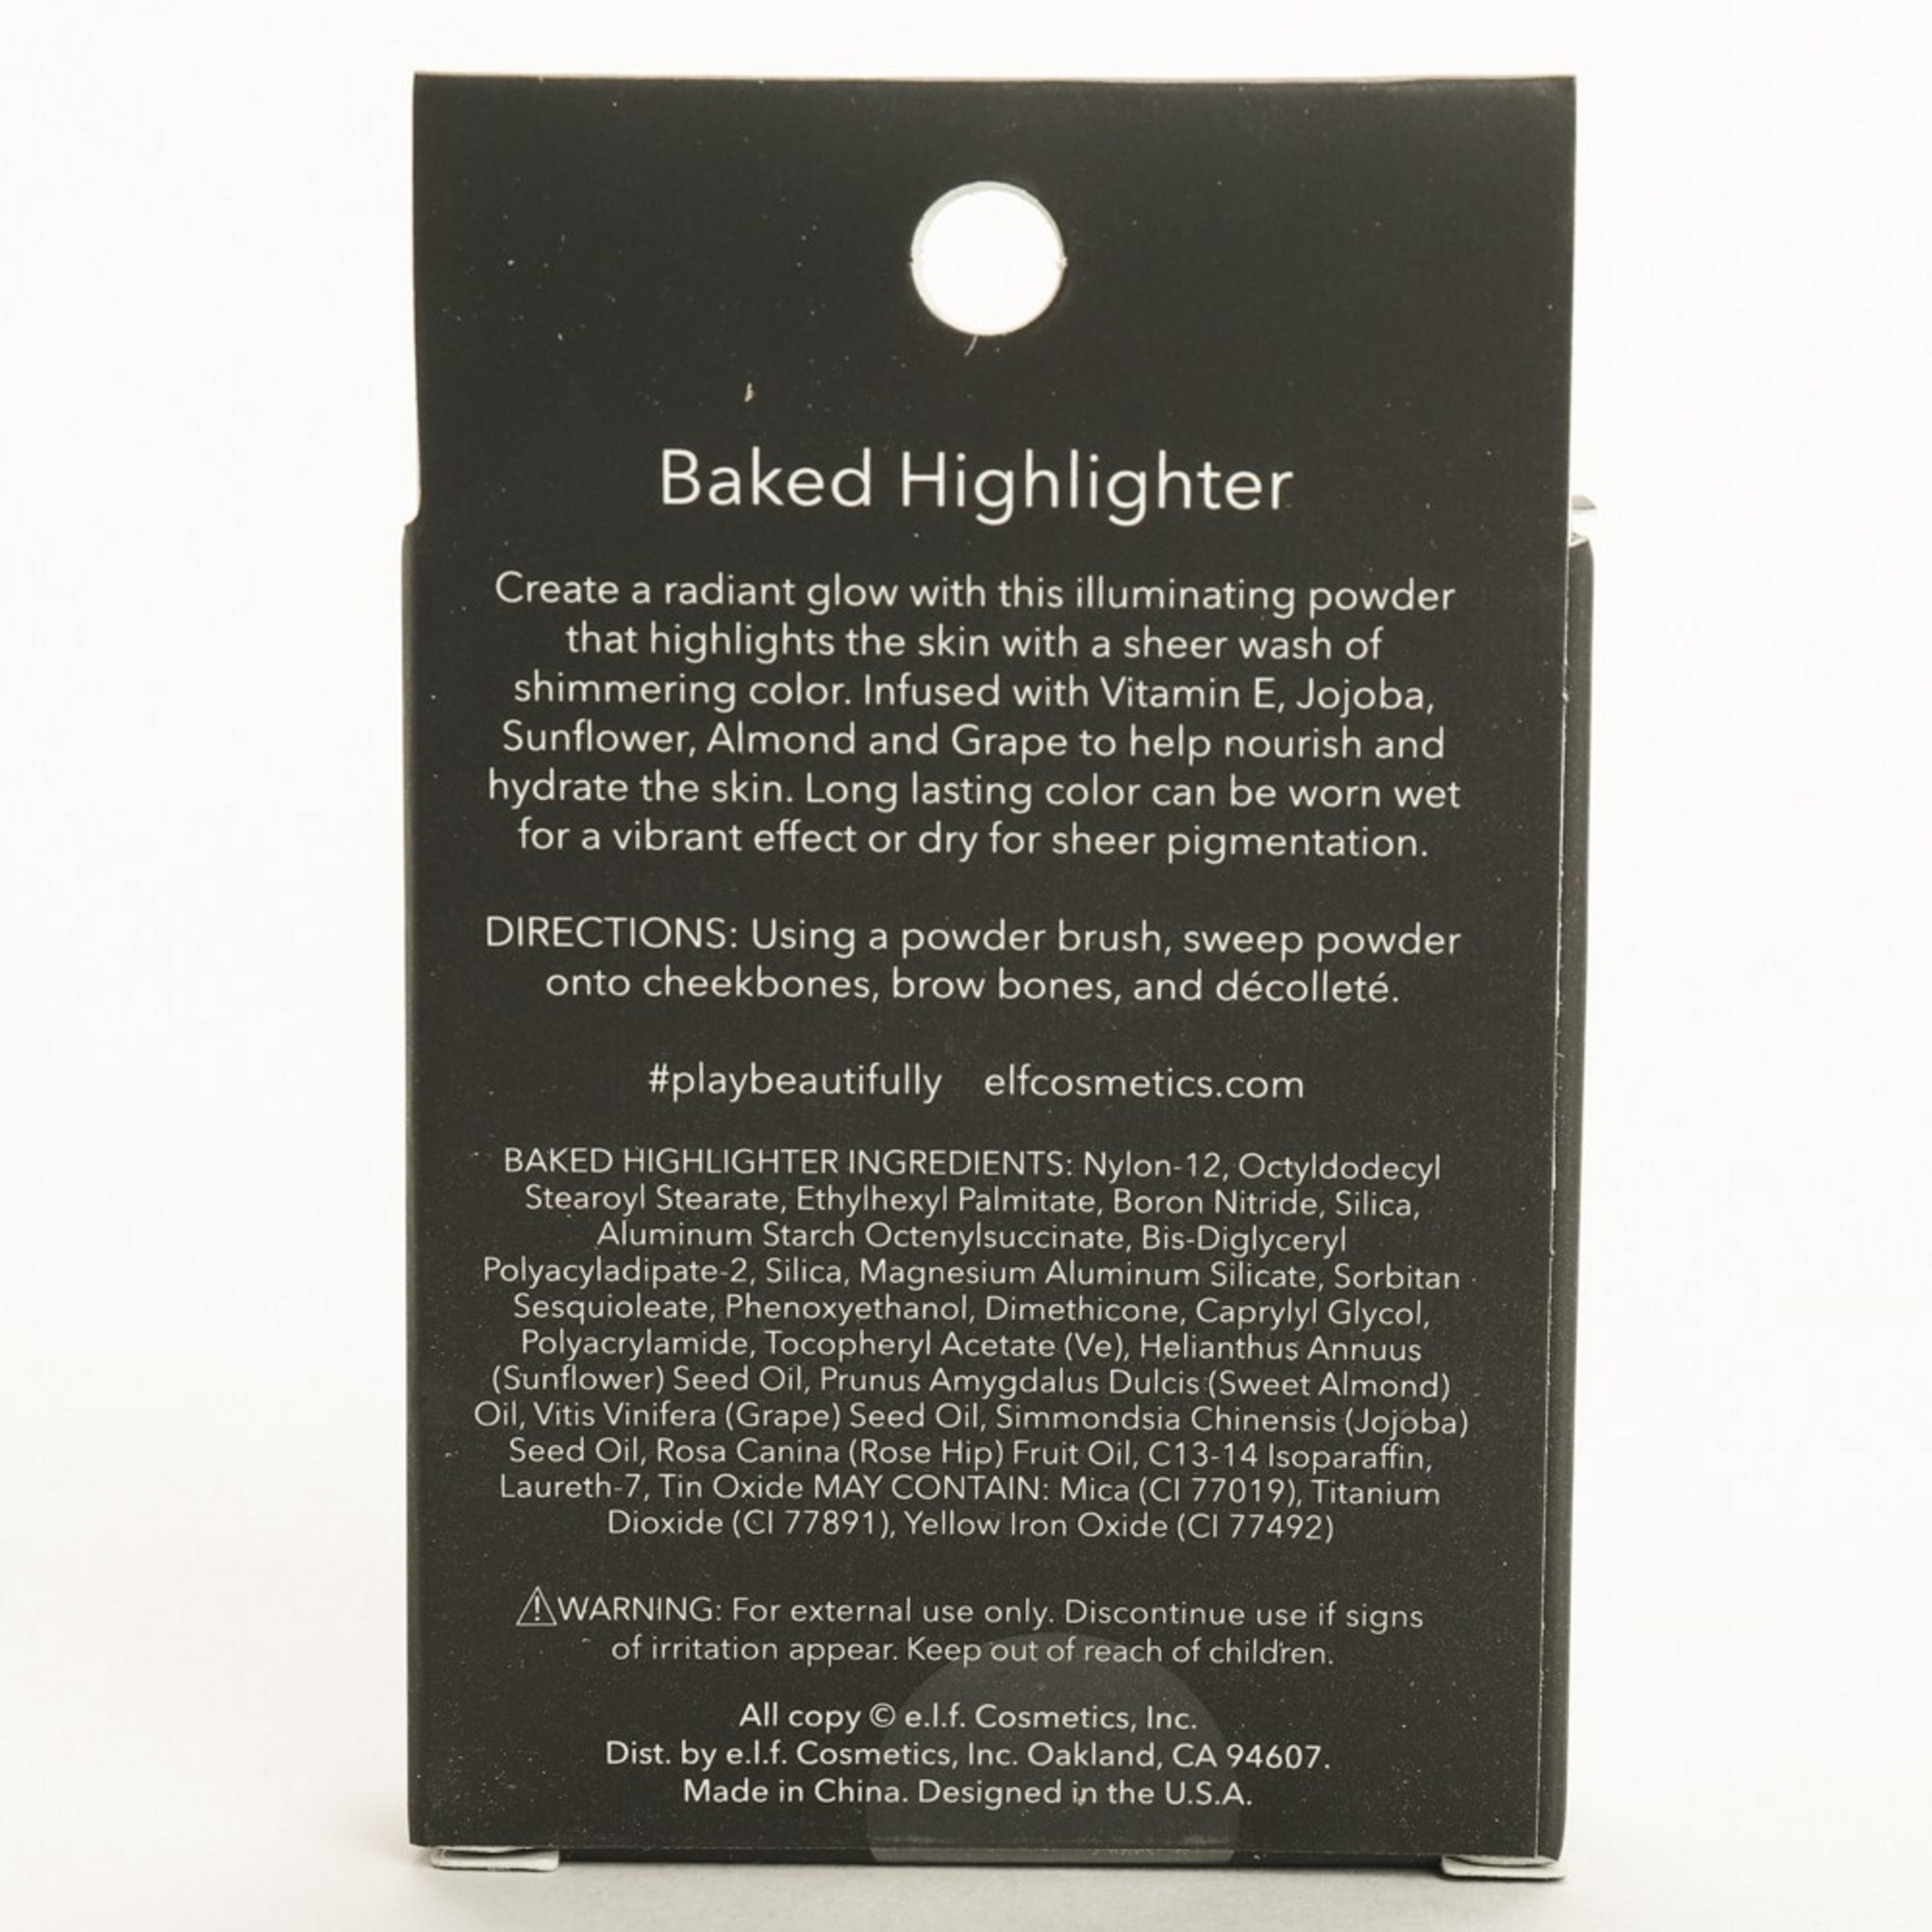 Baked Highlighter
Create a radiant glow with this illuminating powder
that highlights the skin with a sheer wash of
shimmering color. Infused with Vitamin E, Jojoba,
Sunflower, Almond and Grape to help nourish and
hydrate the skin. Long lasting color can be worn wet
for a vibrant effect or dry for sheer pigmentation.
DIRECTIONS: Using a powder brush, sweep powder
onto cheekbones, brow bones, and décolleté.
#playbeautifully elfcosmetics.com
BAKED HIGHLIGHTER INGREDIENTS: Nylon-12, Octyldodecyl
Stearoyl Stearate, Ethylhexyl Palmitate, Boron Nitride, Silica,
Aluminum Starch Octenylsuccinate, Bis-Diglyceryl
Polyacyladipate-2, Silica, Magnesium Aluminum Silicate, Sorbitan
Sesquioleate, Phenoxyethanol, Dimethicone, Caprylyl Glycol,
Polyacrylamide, Tocopheryl Acetate (Ve), Helianthus Annuus
(Sunflower) Seed Oil, Prunus Amygdalus Dulcis (Sweet Almond)
Oil, Vitis Vinifera (Grape) Seed Oil, Simmondsia Chinensis (Jojoba)
Seed Oil, Rosa Canina (Rose Hip) Fruit Oil, C13-14 Isoparaffin,
Laureth-7, Tin Oxide MAY CONTAIN: Mica (CI 77019), Titanium
Dioxide (CI 77891), Yellow Iron Oxide (CI 77492)
⚠WARNING: For external use only. Discontinue use if signs
of irritation appear. Keep out of reach of children.
All copy © e.l.f. Cosmetics, Inc.
Dist. by e.l.f. Cosmetics, Inc. Oakland, CA 94607.
Made in China. Designed in the U.S.A.